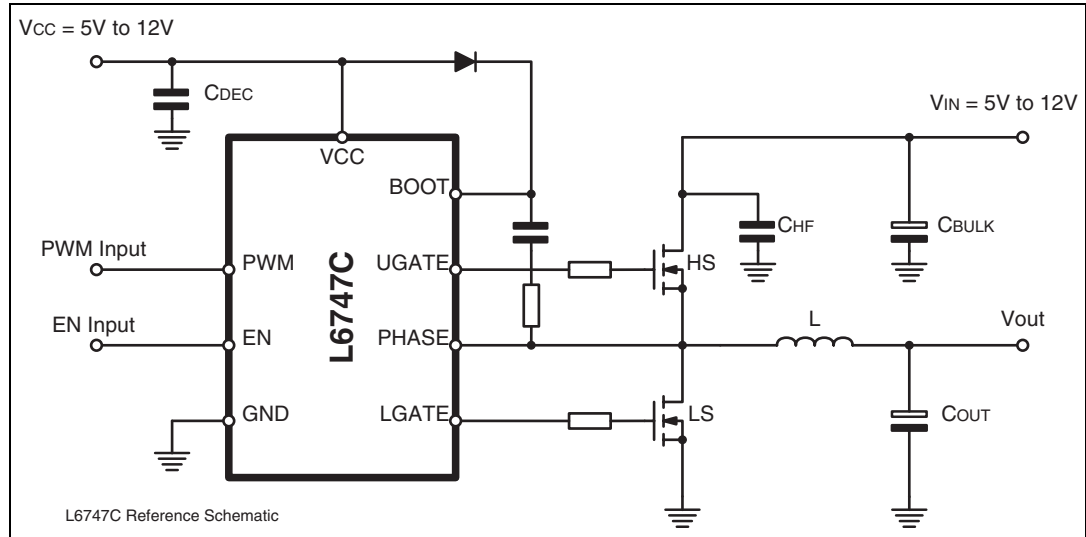 VCC = 5V to 12V
CDEC
VIN = 5V to 12V
VCC
BOOT
CHF
CBULK
PWM Input
PWM
UGATE
HS
L6747C
EN Input
EN
PHASE
L
Vout
GND
LGATE
LS
COUT
L6747C Reference Schematic